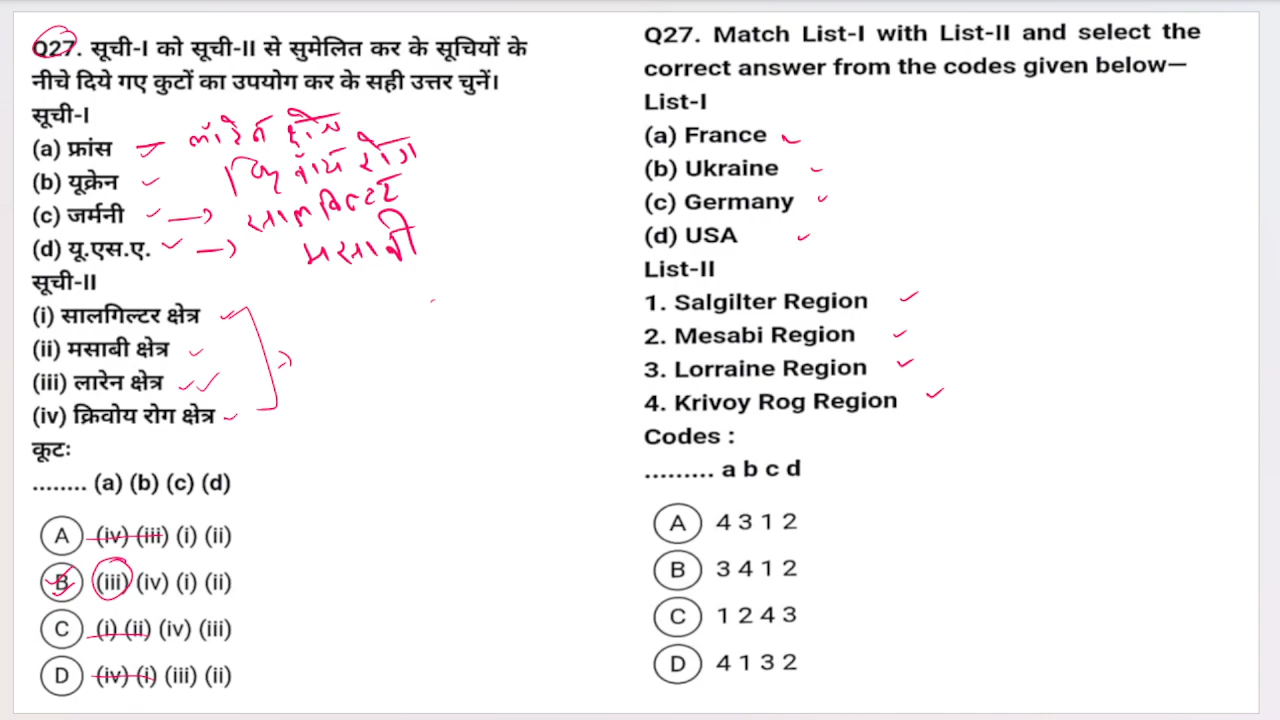 Q27. सूची-I को सूची-II से सुमेलित कर के सूचियों के
नीचे दिये गए कुटों का उपयोग कर के सही उत्तर चुनें।
सूची-I
(a) फ्रांस
लॉरेन
(b) यूक्रेन
रोग
(c) जर्मनी
(d) यू.एस.ए.
मसाबी
सूची-II
(i) सालगिल्टर क्षेत्र
(ii) मसाबी क्षेत्र
(iii) लारेन क्षेत्र
(iv) क्रिवोय रोग क्षेत्र
कूटः
........ (a) (b) (c) (d)
A (iv) (iii) (i) (ii)
B (iii) (iv) (i) (ii)
C (i) (ii) (iv) (iii)
D (iv) (i) (iii) (ii)
Q27. Match List-I with List-II and select the
correct answer from the codes given below—
List-I
(a) France
(b) Ukraine
(c) Germany
(d) USA
List-II
1. Salgilter Region
2. Mesabi Region
3. Lorraine Region
4. Krivoy Rog Region
Codes :
......... a b c d
A 4 3 1 2
B 3 4 1 2
C 1 2 4 3
D 4 1 3 2